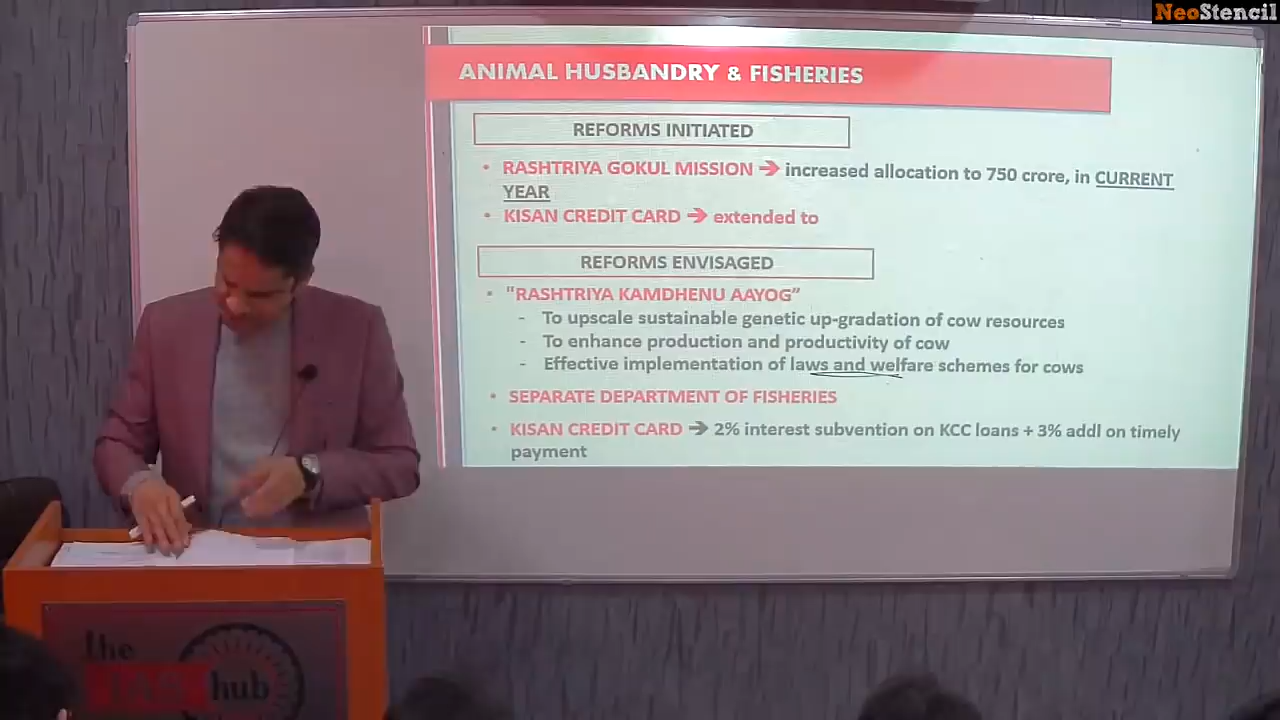 NeoStencil
ANIMAL HUSBANDRY & FISHERIES
REFORMS INITIATED
• RASHTRIYA GOKUL MISSION ➔ increased allocation to 750 crore, in CURRENT
YEAR
• KISAN CREDIT CARD ➔ extended to
REFORMS ENVISAGED
• "RASHTRIYA KAMDHENU AAYOG”
- To upscale sustainable genetic up-gradation of cow resources
- To enhance production and productivity of cow
- Effective implementation of laws and welfare schemes for cows
• SEPARATE DEPARTMENT OF FISHERIES
• KISAN CREDIT CARD ➔ 2% interest subvention on KCC loans + 3% addl on timely
payment
the
IAS hub